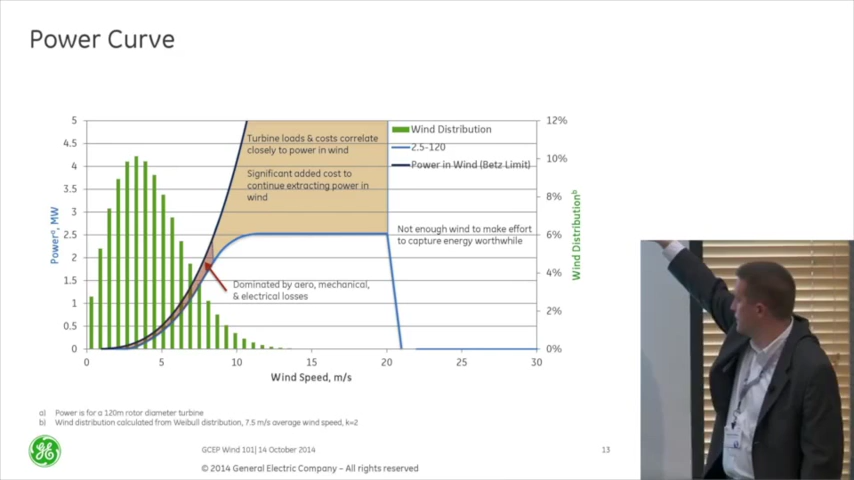 Power Curve
5
4.5
4
3.5
3
2.5
2
1.5
1
0.5
0
Powerᵃ, MW
12%
10%
8%
6%
4%
2%
0%
Wind Distributionᵇ
0 5 10 15 20 25 30
Wind Speed, m/s
Turbine loads & costs correlate
closely to power in wind
Significant added cost to
continue extracting power in
wind
Wind Distribution
2.5-120
Power in Wind (Betz Limit)
Not enough wind to make effort
to capture energy worthwhile
Dominated by aero, mechanical,
& electrical losses
a) Power is for a 120m rotor diameter turbine
b) Wind distribution calculated from Weibull distribution, 7.5 m/s average wind speed, k=2
GCEP Wind 101| 14 October 2014
13
© 2014 General Electric Company – All rights reserved